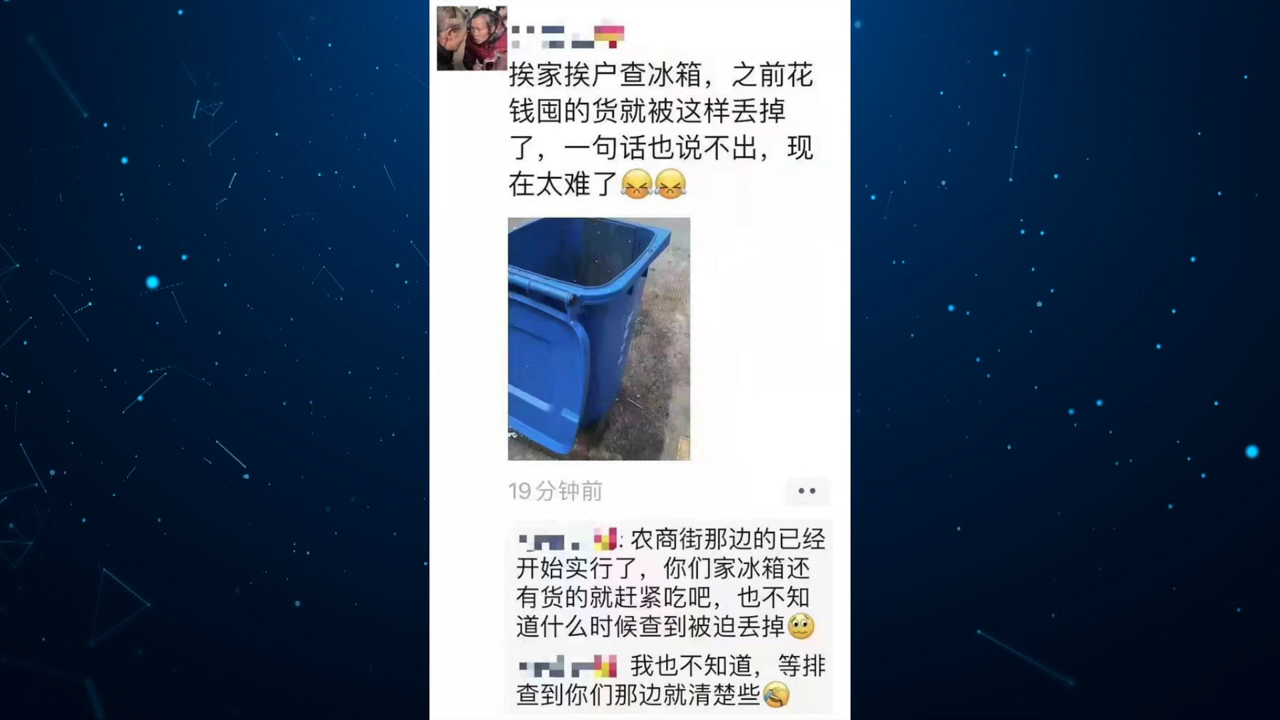 挨家挨户查冰箱，之前花
钱囤的货就被这样丢掉
了，一句话也说不出，现
在太难了
19分钟前
农商街那边的已经
开始实行了，你们家冰箱还
有货的就赶紧吃吧，也不知
道什么时候查到被迫丢掉
我也不知道，等排
查到你们那边就清楚些